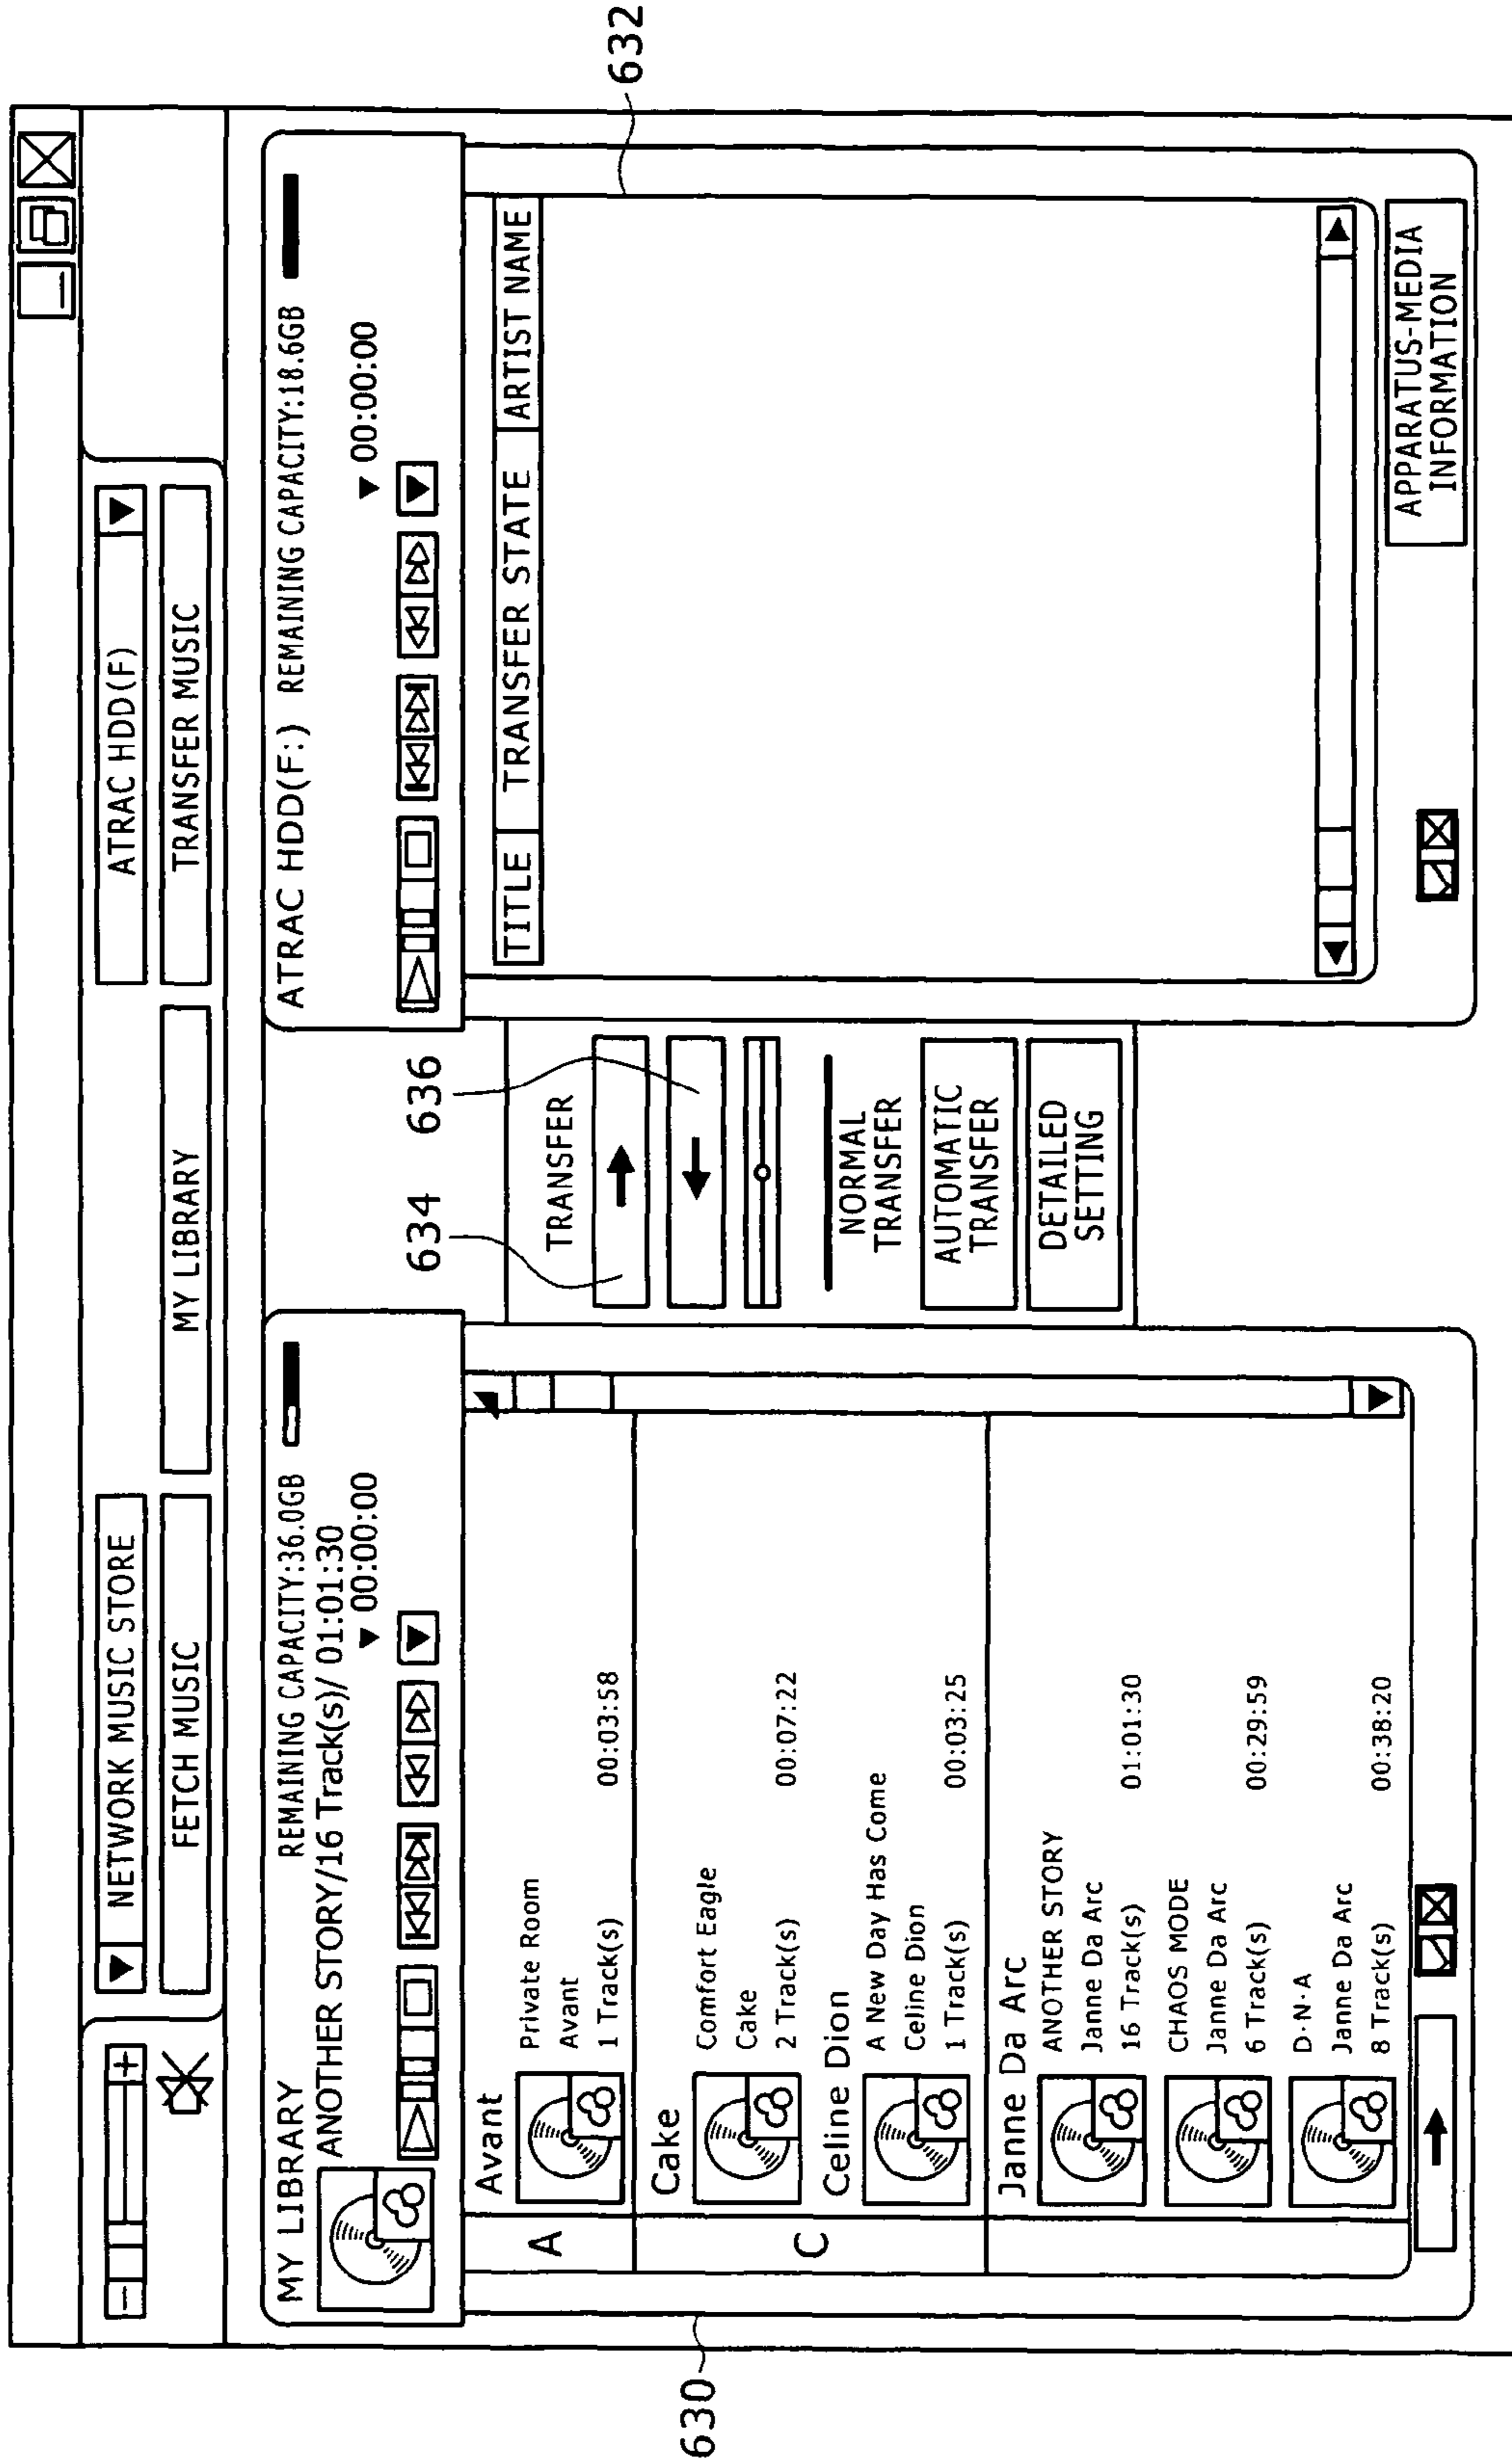 NETWORK MUSIC STORE
ATRAC HDD(F)
FETCH MUSIC
MY LIBRARY
TRANSFER MUSIC
MY LIBRARY REMAINING CAPACITY:36.0GB
ANOTHER STORY/16 Track(s)/ 01:01:30
00:00:00
A
Avant
Private Room
Avant
1 Track(s) 00:03:58
C
Cake
Comfort Eagle
Cake
2 Track(s) 00:07:22
Celine Dion
A New Day Has Come
Celine Dion
1 Track(s) 00:03:25
Janne Da Arc
ANOTHER STORY
Janne Da Arc
16 Track(s) 01:01:30
CHAOS MODE
Janne Da Arc
6 Track(s) 00:29:59
D·N·A
Janne Da Arc
8 Track(s) 00:38:20
630
634 636
TRANSFER
NORMAL
TRANSFER
AUTOMATIC
TRANSFER
DETAILED
SETTING
ATRAC HDD(F:) REMAINING CAPACITY:18.6GB
00:00:00
TITLE TRANSFER STATE ARTIST NAME
632
APPARATUS-MEDIA
INFORMATION